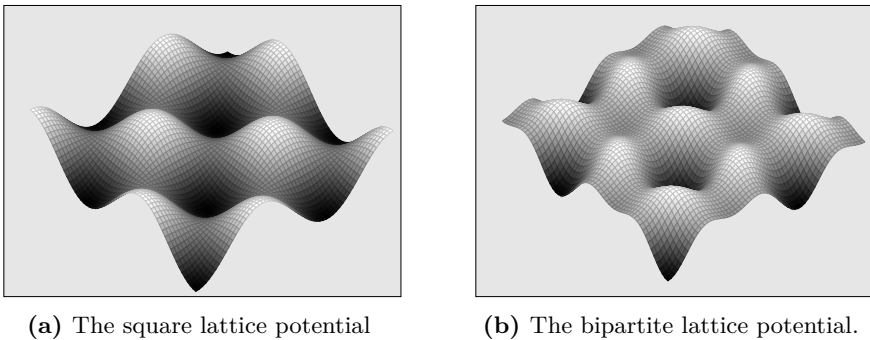 (a) The square lattice potential
(b) The bipartite lattice potential.